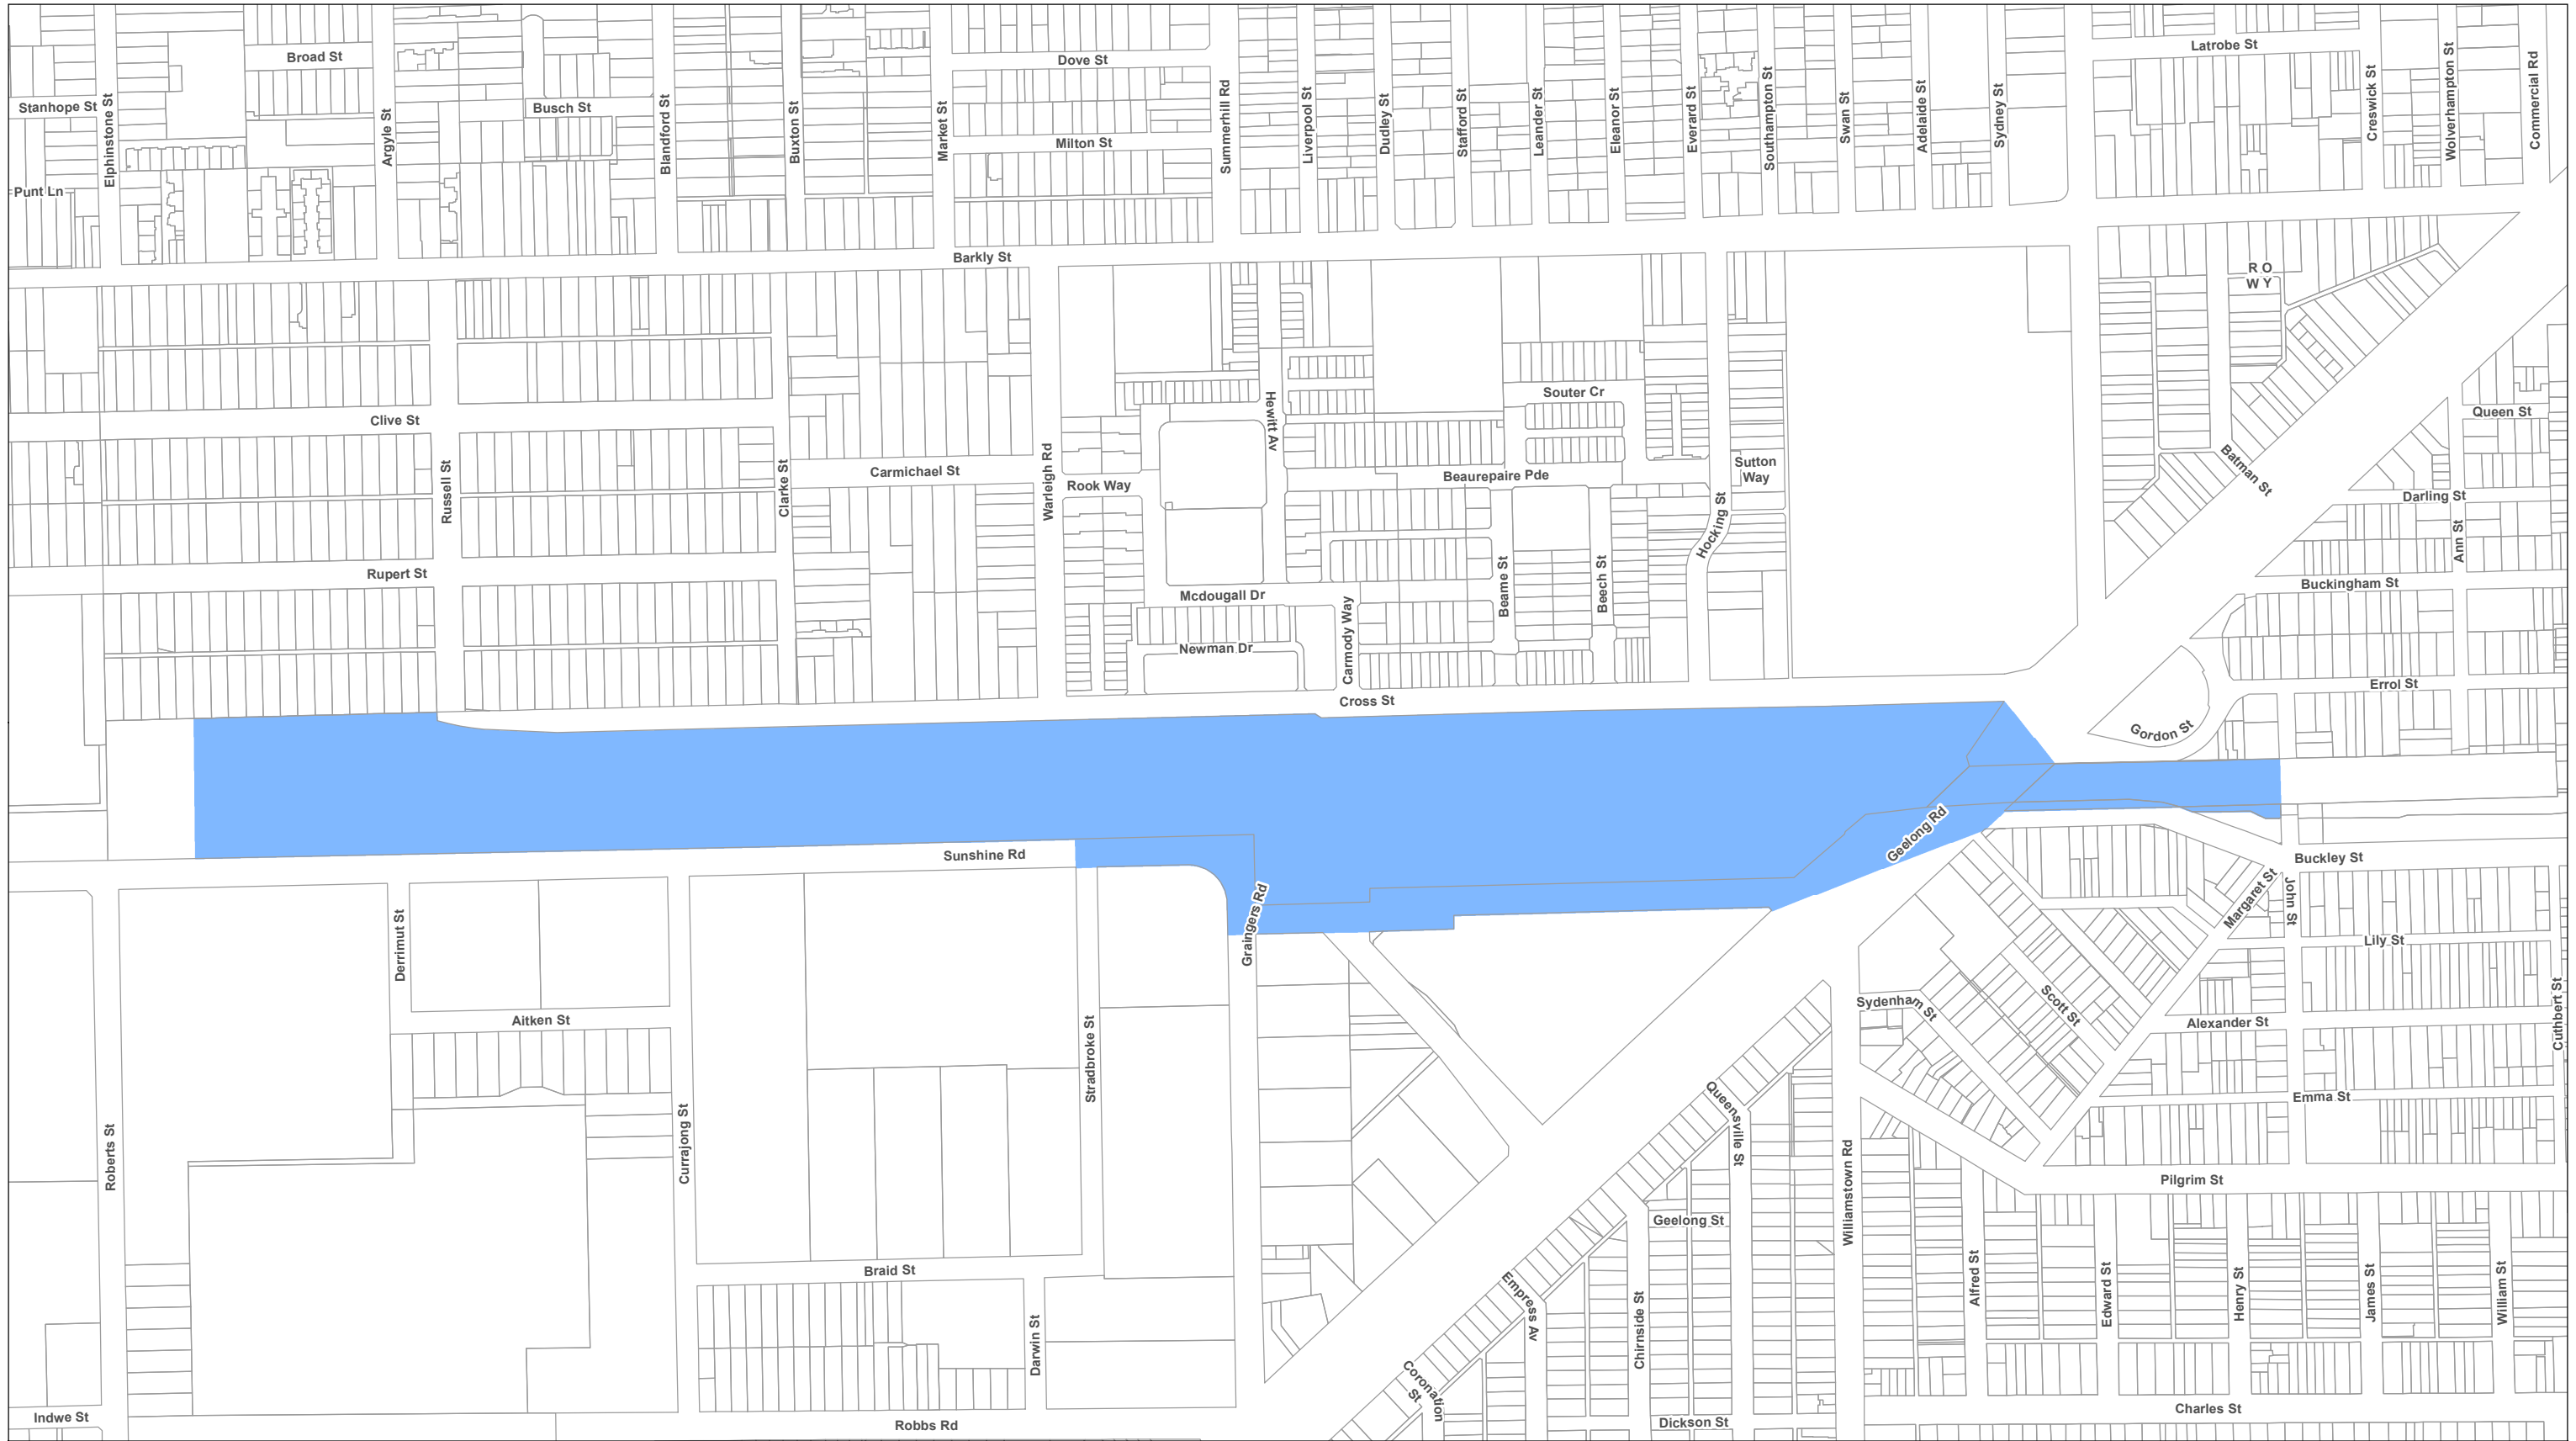 Broad St
Dove St
Latrobe St
Stanhope St
Elphinstone St
Argyle St
Busch St
Blandford St
Buxton St
Market St
Milton St
Summerhill Rd
Liverpool St
Dudley St
Stafford St
Leander St
Eleanor St
Everard St
Southampton St
Swan St
Adelaide St
Sydney St
Creswick St
Wolverhampton St
Commercial Rd
Punt Ln
Barkly St
R O
W Y
Clive St
Hewitt Av
Souter Cr
Queen St
Russell St
Clarke St
Carmichael St
Warleigh Rd
Rook Way
Beaurepaire Pde
Sutton
Way
Batman St
Darling St
Hocking St
Ann St
Rupert St
Mcdougall Dr
Beame St
Beech St
Buckingham St
Carmody Way
Newman Dr
Errol St
Cross St
Gordon St
Sunshine Rd
Geelong Rd
Buckley St
Derrimut St
Graingers Rd
Margaret St
John St
Lily St
Aitken St
Stradbroke St
Sydenham St
Scott St
Alexander St
Cuthbert St
Roberts St
Currajong St
Queensville St
Emma St
Williamstown Rd
Pilgrim St
Geelong St
Braid St
Darwin St
Empress Av
Chirnside St
Alfred St
Edward St
Henry St
James St
William St
Coronation
St
Indwe St
Robbs Rd
Dickson St
Charles St